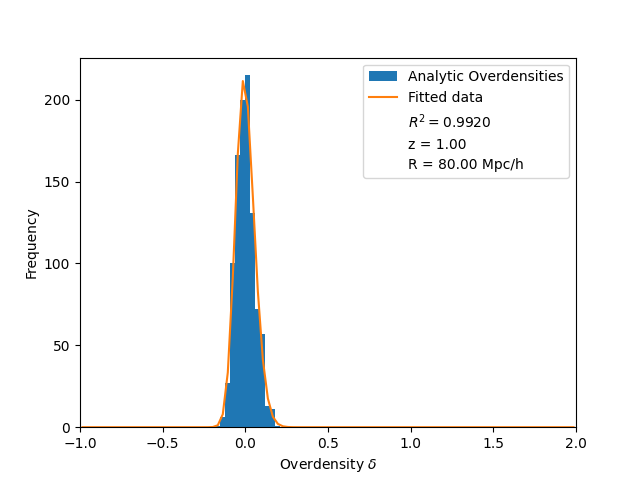 Analytic Overdensities
Fitted data
R² = 0.9920
z = 1.00
R = 80.00 Mpc/h
Frequency
200
150
100
50
0
−1.0 −0.5 0.0 0.5 1.0 1.5 2.0
Overdensity δ